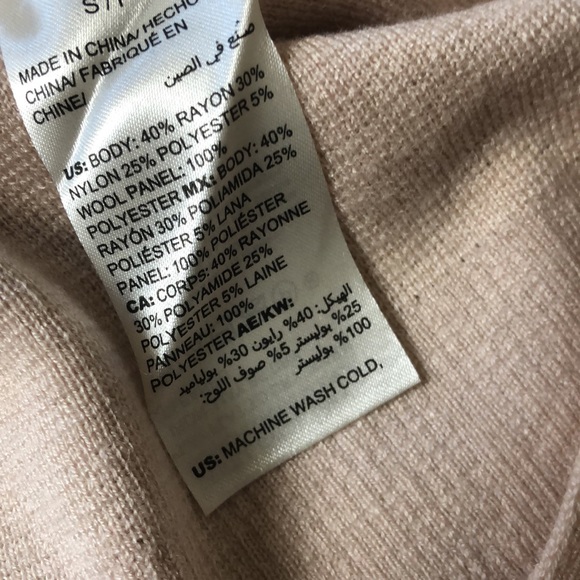 S/P
MADE IN CHINA/ HECHO
CHINA/ FABRIQUÉ EN
CHINE/
صنع في الصين
US: BODY: 40% RAYON 30%
NYLON 25% POLYESTER 5%
WOOL PANEL: 100%
POLYESTER MX: BODY: 40%
RAYÓN 30% POLIAMIDA 25%
POLIÉSTER 5% LANA
PANEL: 100% POLIÉSTER
CA: CORPS: 40% RAYONNE
30% POLYAMIDE 25%
POLYESTER 5% LAINE
PANNEAU: 100%
POLYESTER AE/KW:
الهيكل: 40% رايون 30% بولياميد
25% بوليستر 5% صوف اللوح:
100% بوليستر
US: MACHINE WASH COLD,